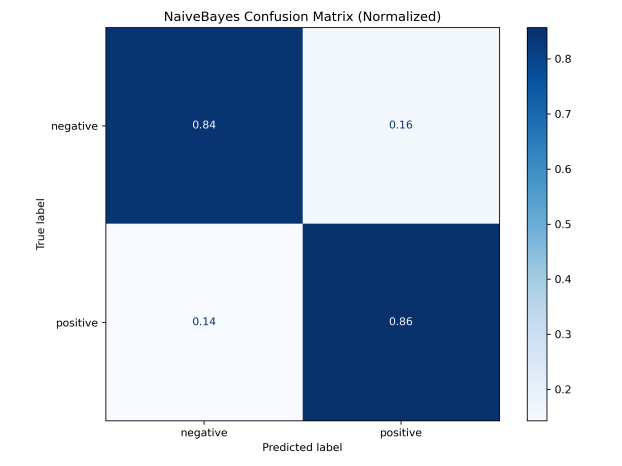 NaiveBayes Confusion Matrix (Normalized)
True label
negative
0.84
0.16
positive
0.14
0.86
negative
positive
Predicted label
0.8
0.7
0.6
0.5
0.4
0.3
0.2